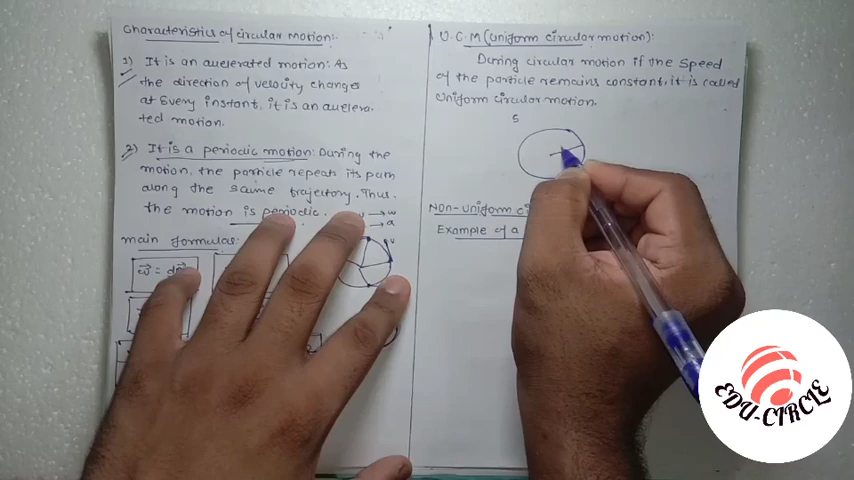 Characteristics of circular motion:
1) It is an accelerated motion: As
the direction of velocity changes
at every instant, it is an accelera-
ted motion.
2) It is a periodic motion: During the
motion, the particle repeats its path
along the same trajectory. Thus,
the motion is periodic.
main formulas:
v → w
→ α
v
U.C.M (Uniform circular motion):
During circular motion if the speed
of the particle remains constant, it is called
Uniform circular motion.
S
Non-uniform
Example of a
EDU-CIRCLE